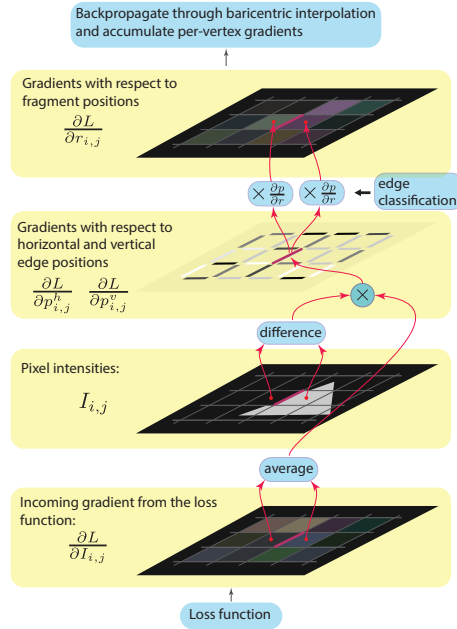 Backpropagate through baricentric interpolation
and accumulate per-vertex gradients
Gradients with respect to
fragment positions
∂L
∂r_{i,j}
× ∂p/∂r
× ∂p/∂r
edge
classification
Gradients with respect to
horizontal and vertical
edge positions
∂L/∂p^h_{i,j} ∂L/∂p^v_{i,j}
×
difference
Pixel intensities:
I_{i,j}
average
Incoming gradient from the loss
function:
∂L
∂I_{i,j}
Loss function